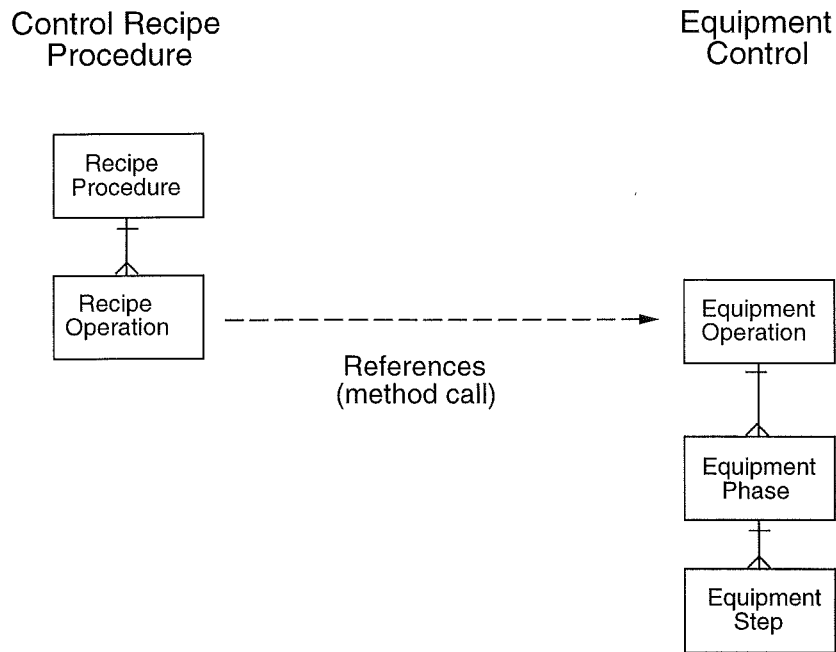 Control Recipe
Procedure
Equipment
Control
Recipe
Procedure
Recipe
Operation
References
(method call)
Equipment
Operation
Equipment
Phase
Equipment
Step